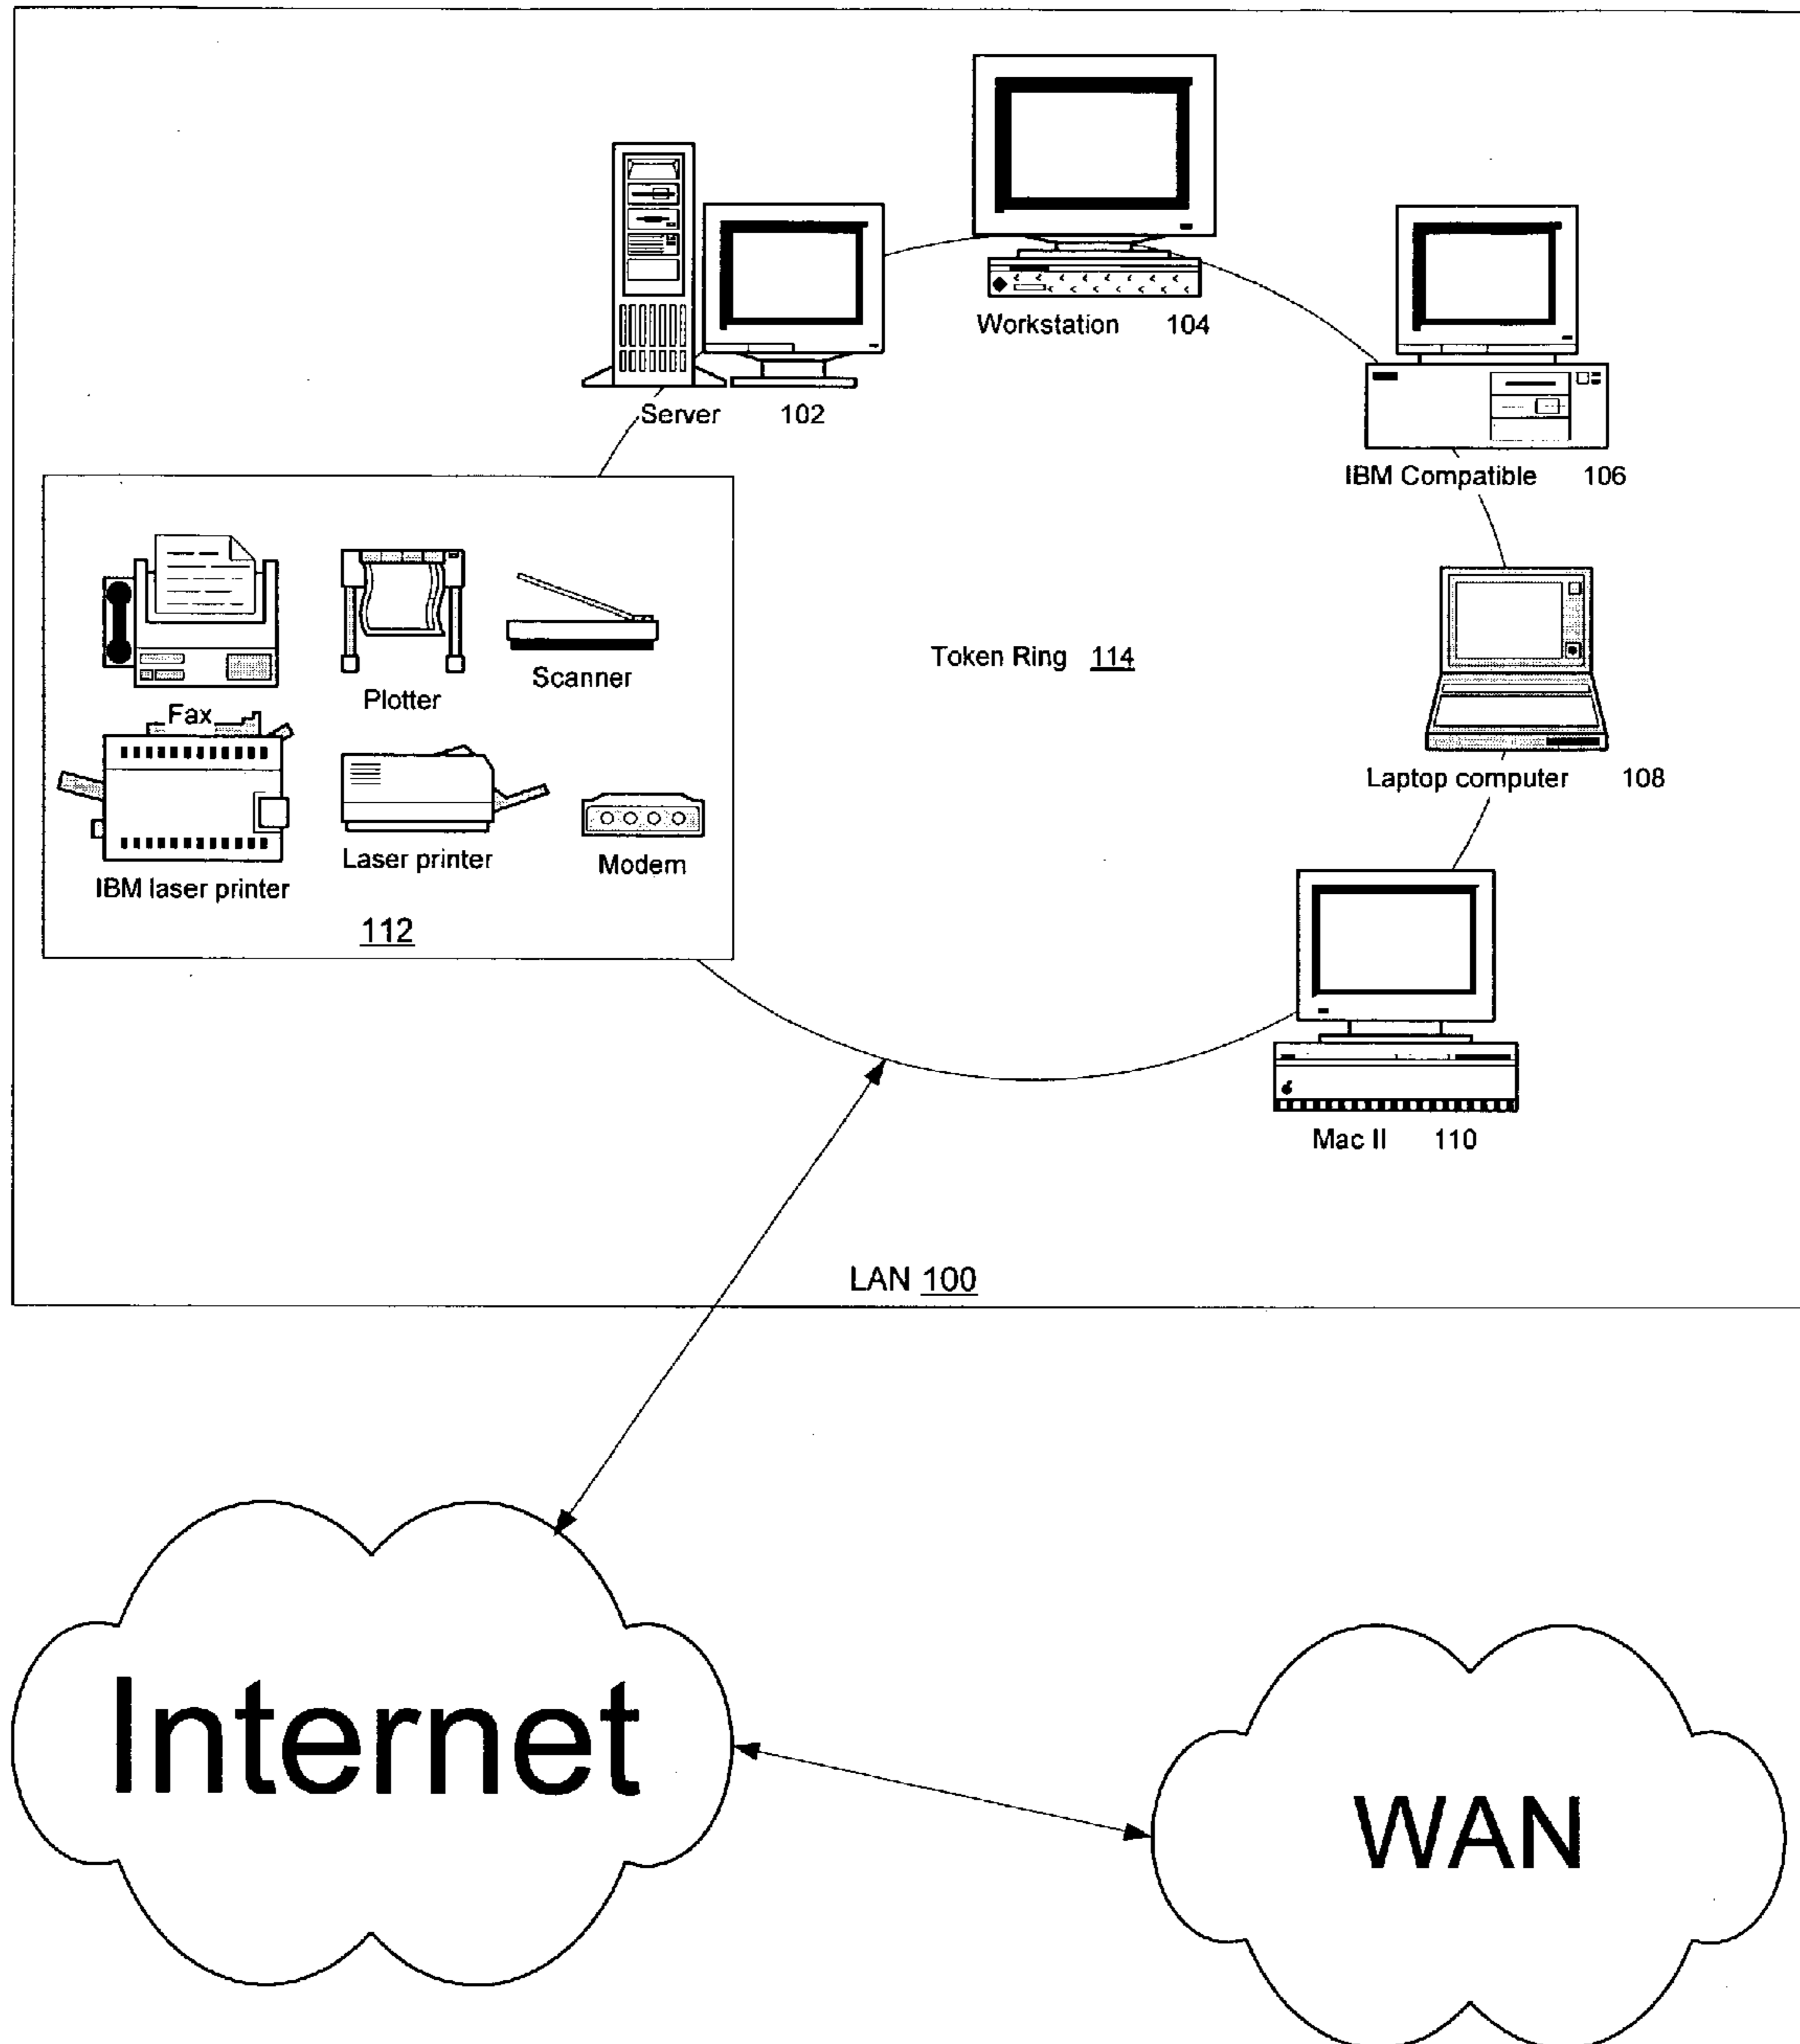 Workstation 104
Server 102
IBM Compatible 106
Token Ring 114
Plotter
Scanner
Fax
Laptop computer 108
IBM laser printer
Laser printer
Modem
112
Mac II 110
LAN 100
Internet
WAN